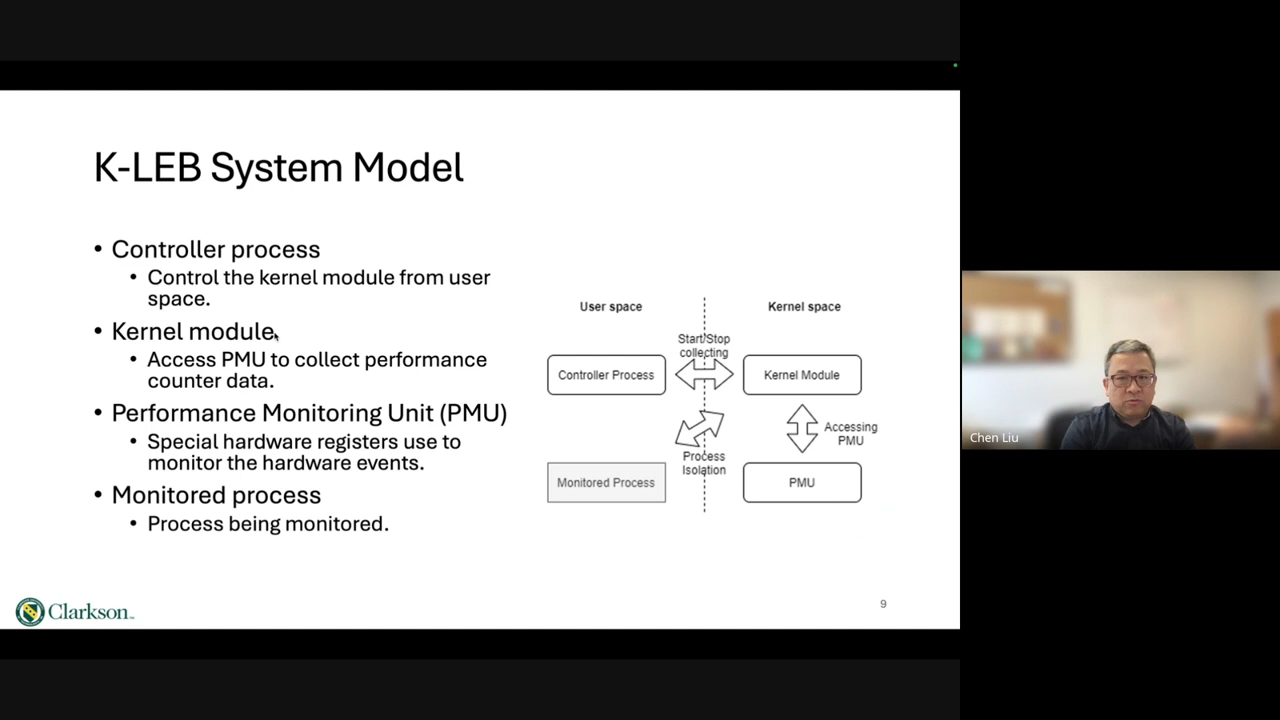 K-LEB System Model
• Controller process
• Control the kernel module from user
space.
• Kernel module
• Access PMU to collect performance
counter data.
• Performance Monitoring Unit (PMU)
• Special hardware registers use to
monitor the hardware events.
• Monitored process
• Process being monitored.
User space
Kernel space
Start/Stop
collecting
Controller Process
Kernel Module
Accessing
PMU
Process
Isolation
Monitored Process
PMU
Clarkson
9
Chen Liu